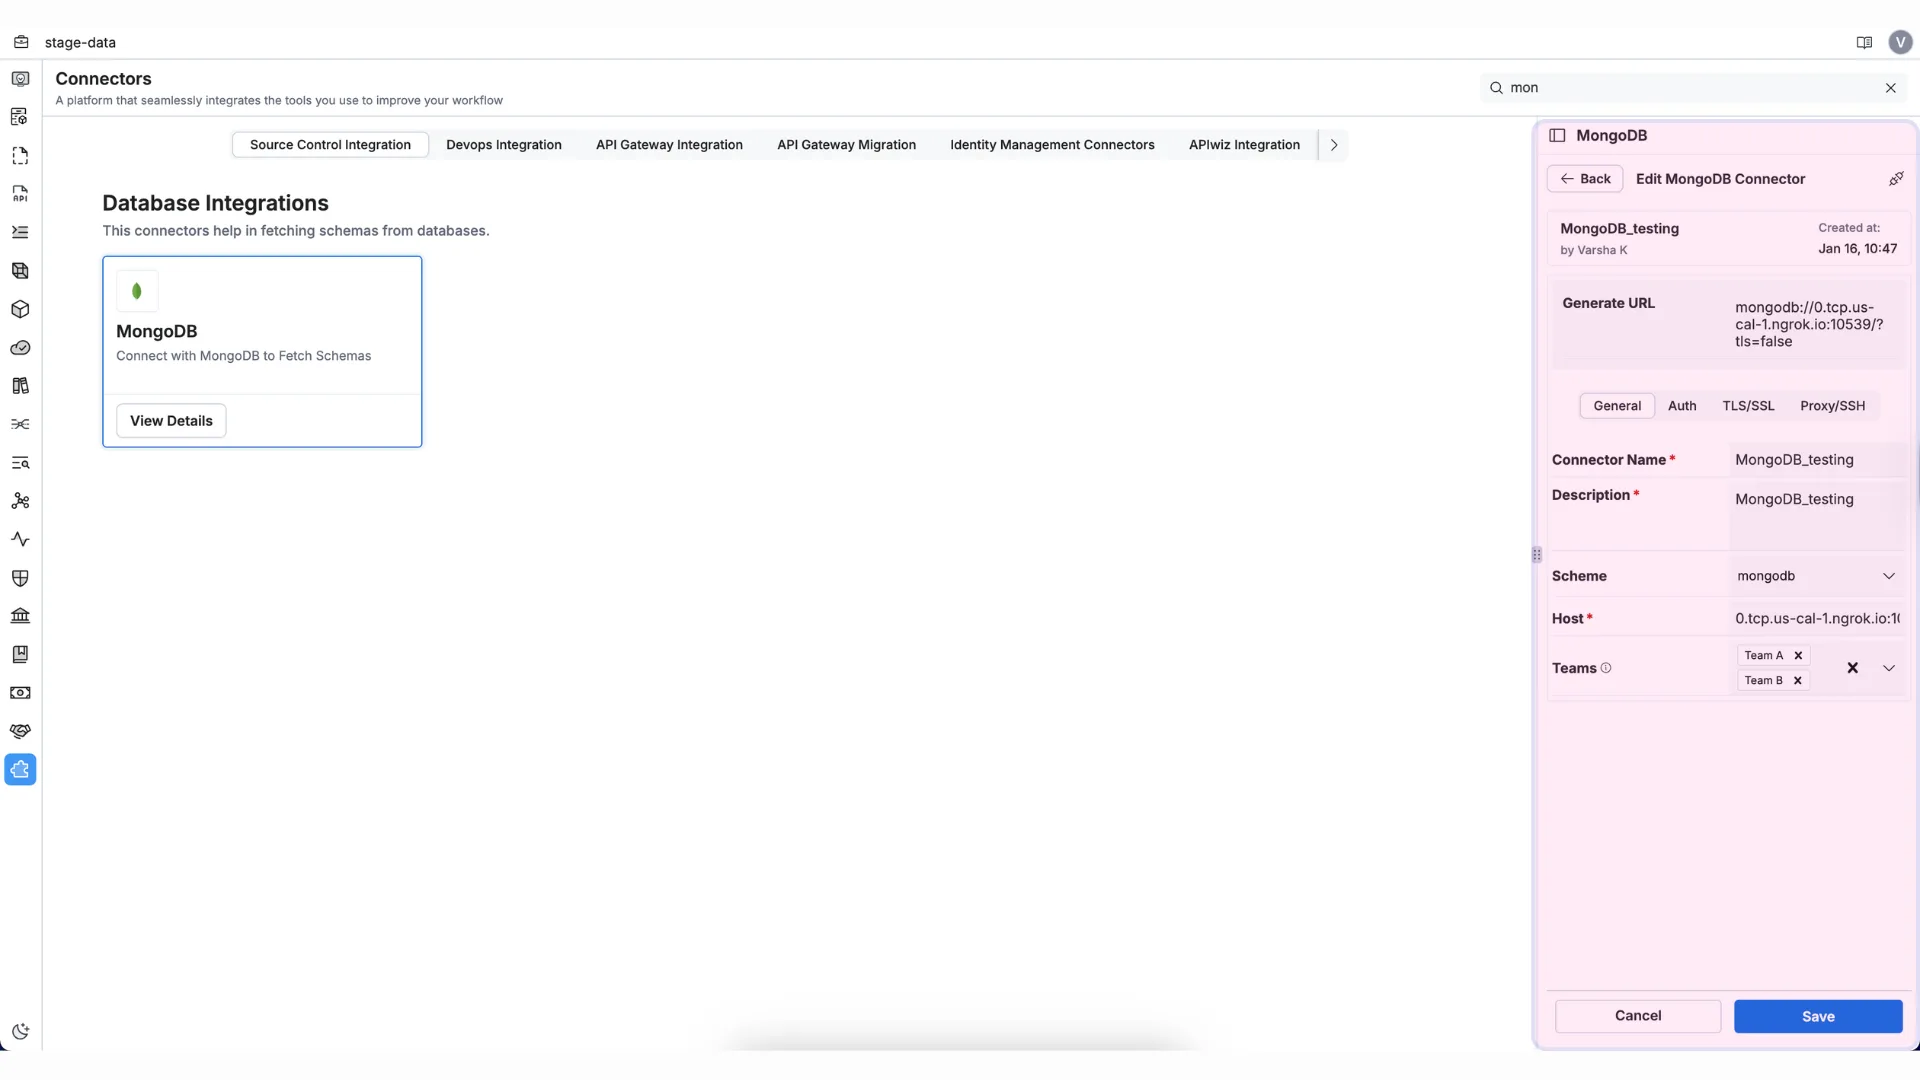 stage-data
V
Connectors
A platform that seamlessly integrates the tools you use to improve your workflow
mon
Source Control Integration
Devops Integration
API Gateway Integration
API Gateway Migration
Identity Management Connectors
APIwiz Integration
Database Integrations
This connectors help in fetching schemas from databases.
MongoDB
Connect with MongoDB to Fetch Schemas
View Details
MongoDB
Back
Edit MongoDB Connector
MongoDB_testing
Created at:
by Varsha K
Jan 16, 10:47
Generate URL
mongodb://0.tcp.us-
cal-1.ngrok.io:10539/?
tls=false
General
Auth
TLS/SSL
Proxy/SSH
Connector Name *
MongoDB_testing
Description *
MongoDB_testing
Scheme
mongodb
Host *
0.tcp.us-cal-1.ngrok.io:10
Teams
Team A
Team B
Cancel
Save
API